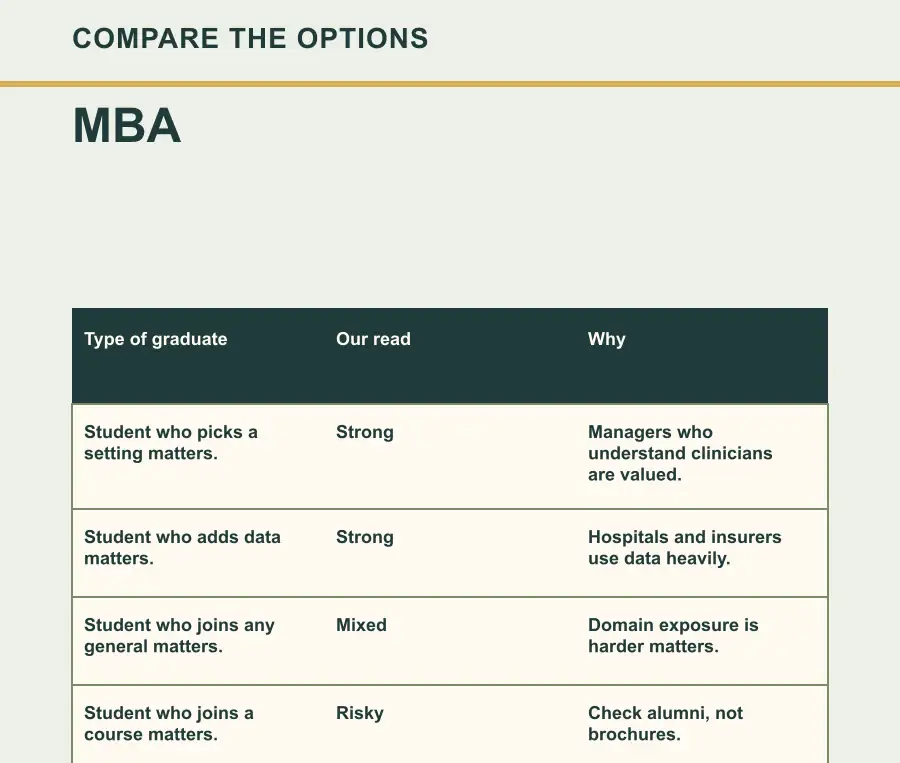 COMPARE THE OPTIONS
MBA
Type of graduate
Our read
Why
Student who picks a
setting matters.
Strong
Managers who
understand clinicians
are valued.
Student who adds data
matters.
Strong
Hospitals and insurers
use data heavily.
Student who joins any
general matters.
Mixed
Domain exposure is
harder matters.
Student who joins a
course matters.
Risky
Check alumni, not
brochures.